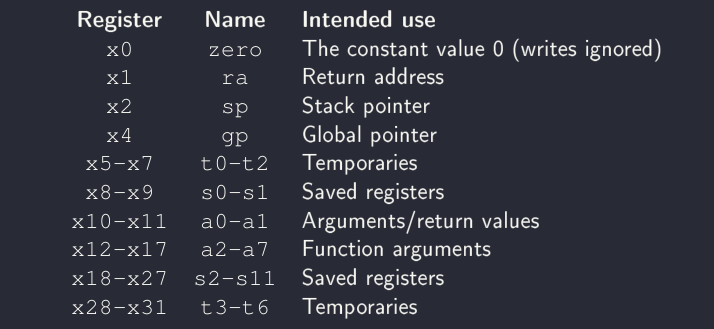 Register Name Intended use
x0 zero The constant value 0 (writes ignored)
x1 ra Return address
x2 sp Stack pointer
x4 gp Global pointer
x5–x7 t0–t2 Temporaries
x8–x9 s0–s1 Saved registers
x10–x11 a0–a1 Arguments/return values
x12–x17 a2–a7 Function arguments
x18–x27 s2–s11 Saved registers
x28–x31 t3–t6 Temporaries